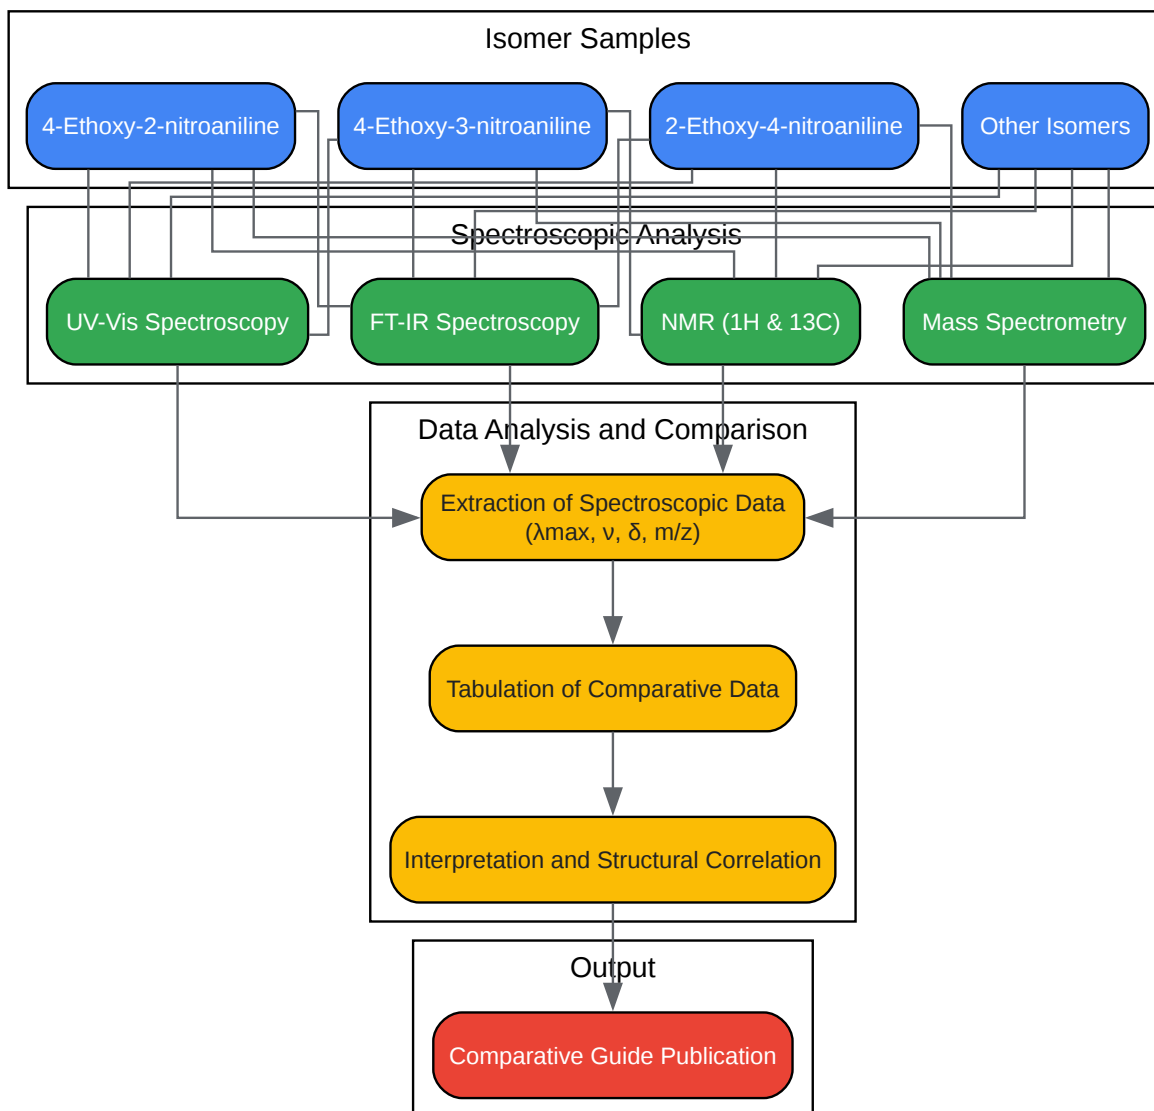 Isomer Samples
4-Ethoxy-2-nitroaniline
4-Ethoxy-3-nitroaniline
2-Ethoxy-4-nitroaniline
Other Isomers
Spectroscopic Analysis
UV-Vis Spectroscopy
FT-IR Spectroscopy
NMR (1H & 13C)
Mass Spectrometry
Data Analysis and Comparison
Extraction of Spectroscopic Data
(λmax, ν, δ, m/z)
Tabulation of Comparative Data
Interpretation and Structural Correlation
Output
Comparative Guide Publication